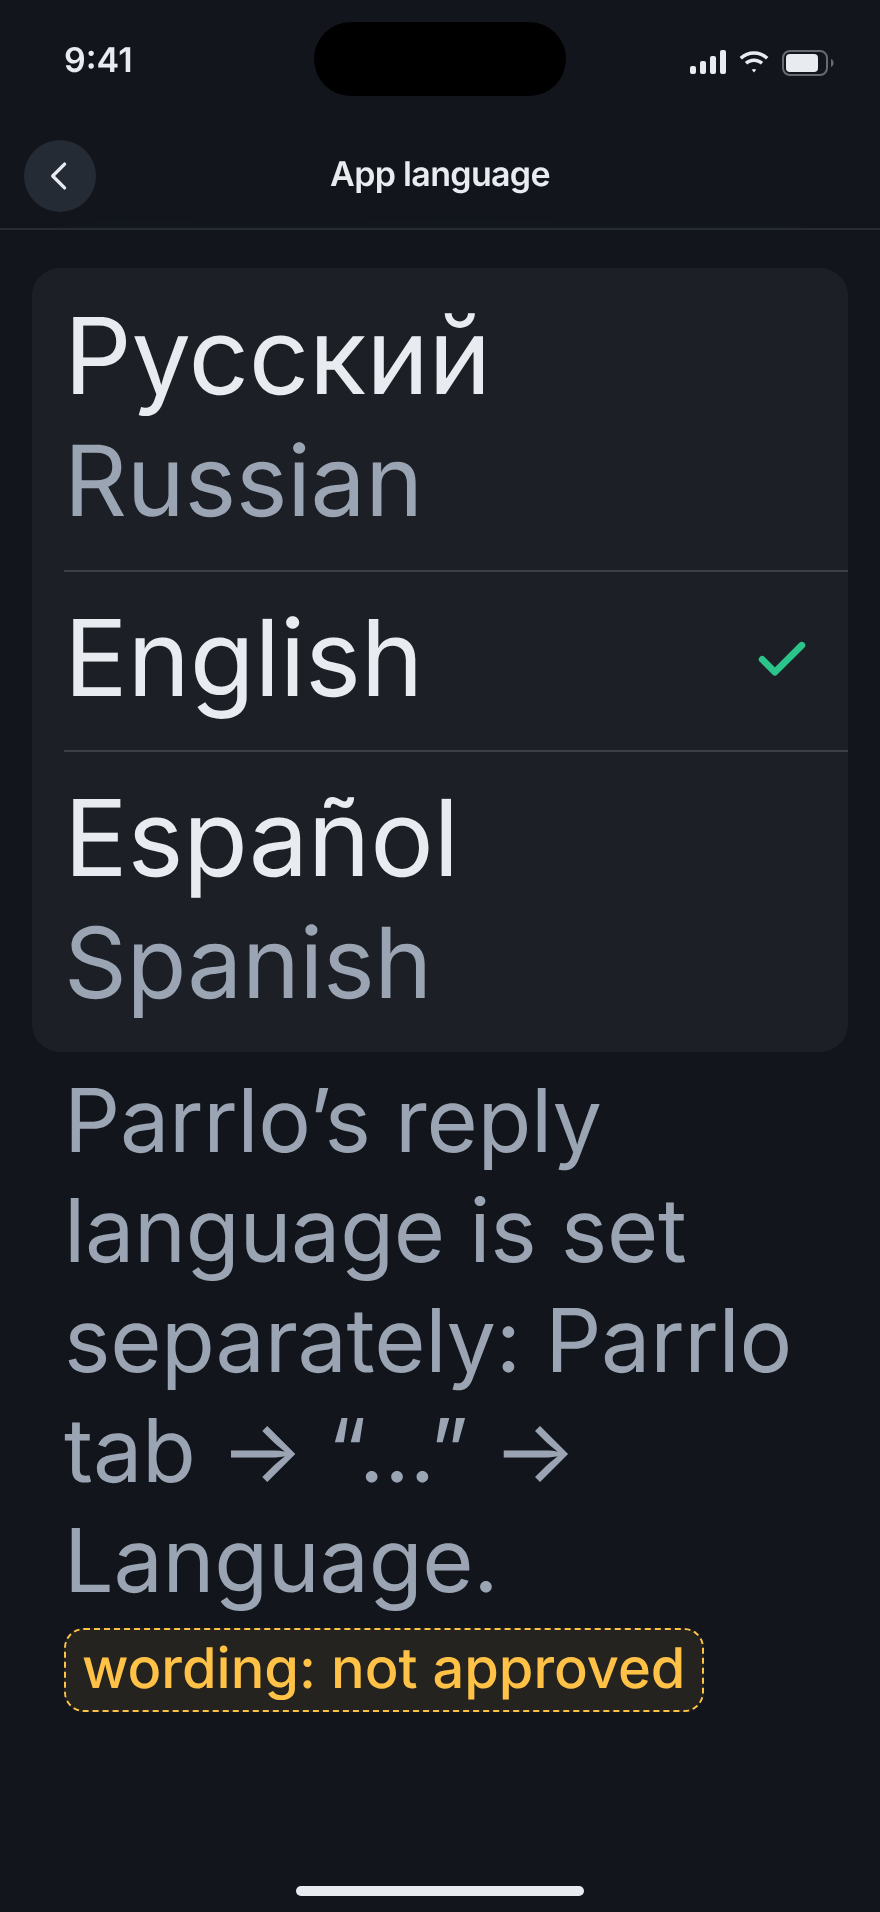 9:41
App language
Русский
Russian
English
Español
Spanish
Parrlo’s reply
language is set
separately: Parrlo
tab → “…” →
Language.
wording: not approved